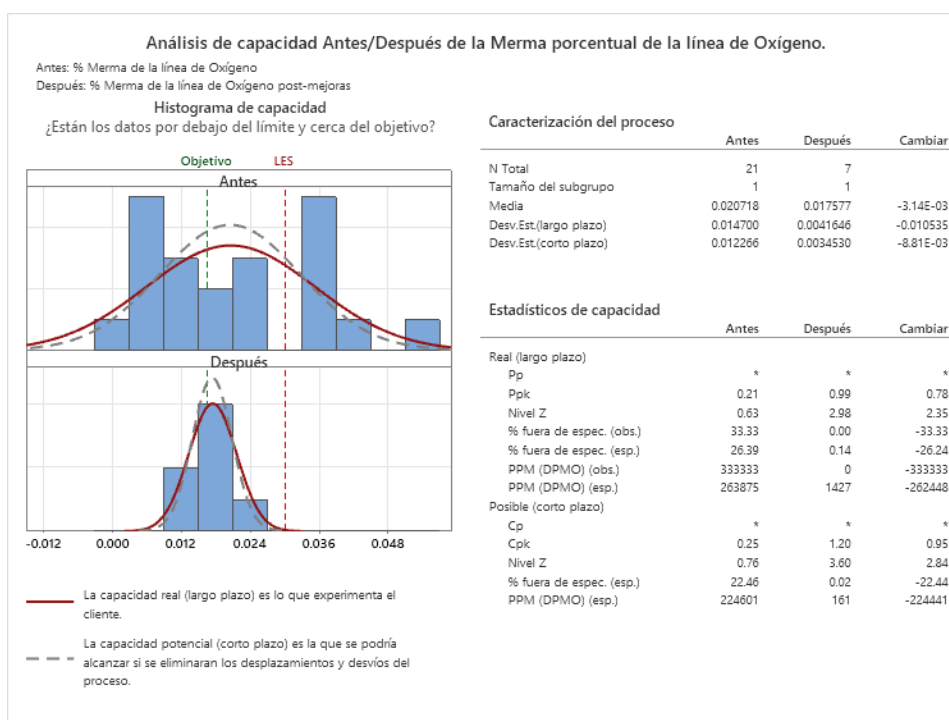 Análisis de capacidad Antes/Después de la Merma porcentual de la línea de Oxígeno.
Antes: % Merma de la línea de Oxígeno
Después: % Merma de la línea de Oxígeno post-mejoras
Histograma de capacidad
¿Están los datos por debajo del límite y cerca del objetivo?
Objetivo LES
Antes
Después
-0.012 0.000 0.012 0.024 0.036 0.048
La capacidad real (largo plazo) es lo que experimenta el
cliente.
La capacidad potencial (corto plazo) es la que se podría
alcanzar si se eliminaran los desplazamientos y desvíos del
proceso.
Caracterización del proceso
Antes Después Cambiar
N Total 21 7
Tamaño del subgrupo 1 1
Media 0.020718 0.017577 -3.14E-03
Desv.Est.(largo plazo) 0.014700 0.0041646 -0.010535
Desv.Est.(corto plazo) 0.012266 0.0034530 -8.81E-03
Estadísticos de capacidad
Antes Después Cambiar
Real (largo plazo)
Pp * * *
Ppk 0.21 0.99 0.78
Nivel Z 0.63 2.98 2.35
% fuera de espec. (obs.) 33.33 0.00 -33.33
% fuera de espec. (esp.) 26.39 0.14 -26.24
PPM (DPMO) (obs.) 333333 0 -333333
PPM (DPMO) (esp.) 263875 1427 -262448
Posible (corto plazo)
Cp * * *
Cpk 0.25 1.20 0.95
Nivel Z 0.76 3.60 2.84
% fuera de espec. (esp.) 22.46 0.02 -22.44
PPM (DPMO) (esp.) 224601 161 -224441